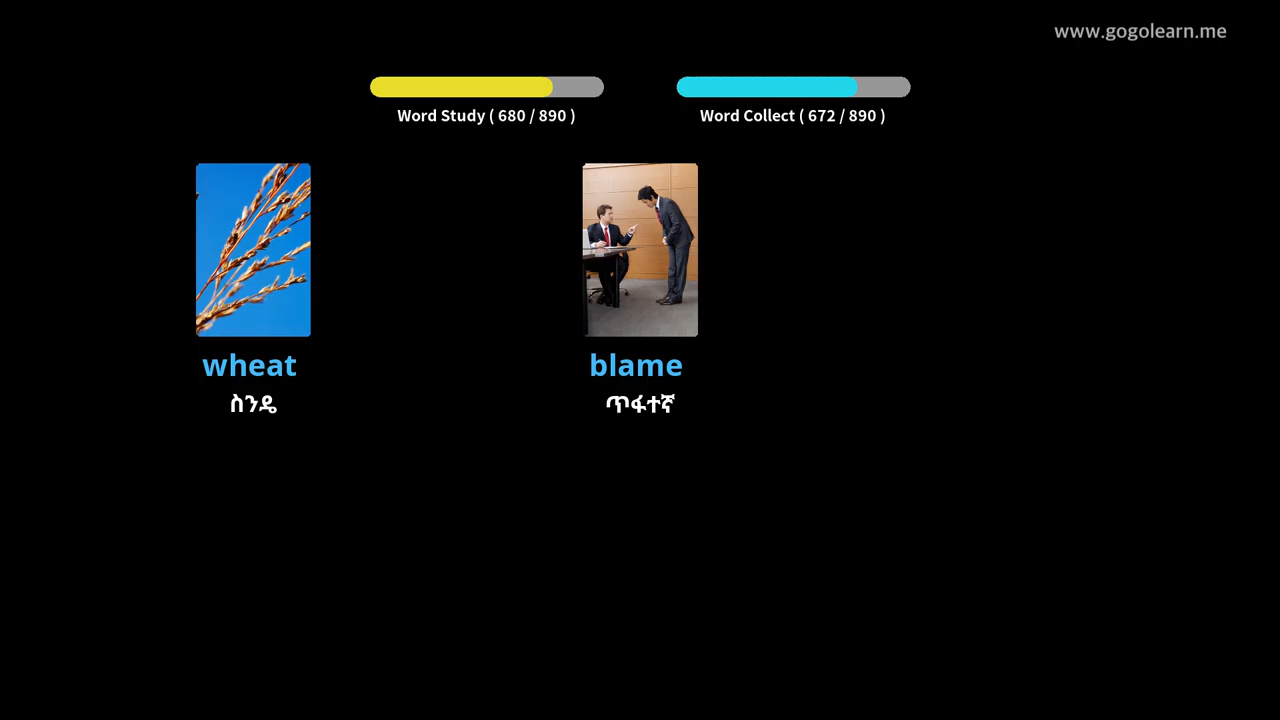 www.gogolearn.me
Word Study ( 680 / 890 )
Word Collect ( 672 / 890 )
wheat
ስንዴ
blame
ጥፋተኛ